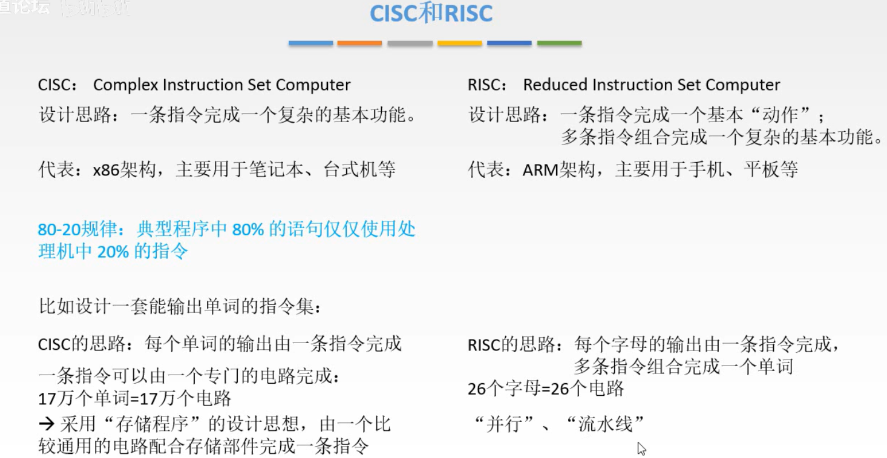 道论坛
CISC和RISC
CISC： Complex Instruction Set Computer
设计思路：一条指令完成一个复杂的基本功能。
代表：x86架构，主要用于笔记本、台式机等
80-20规律：典型程序中 80% 的语句仅仅使用处
理机中 20% 的指令
比如设计一套能输出单词的指令集：
CISC的思路：每个单词的输出由一条指令完成
一条指令可以由一个专门的电路完成：
17万个单词=17万个电路
→ 采用“存储程序”的设计思想，由一个比
较通用的电路配合存储部件完成一条指令
RISC： Reduced Instruction Set Computer
设计思路：一条指令完成一个基本“动作”；
多条指令组合完成一个复杂的基本功能。
代表：ARM架构，主要用于手机、平板等
RISC的思路：每个字母的输出由一条指令完成，
多条指令组合完成一个单词
26个字母=26个电路
“并行”、“流水线”